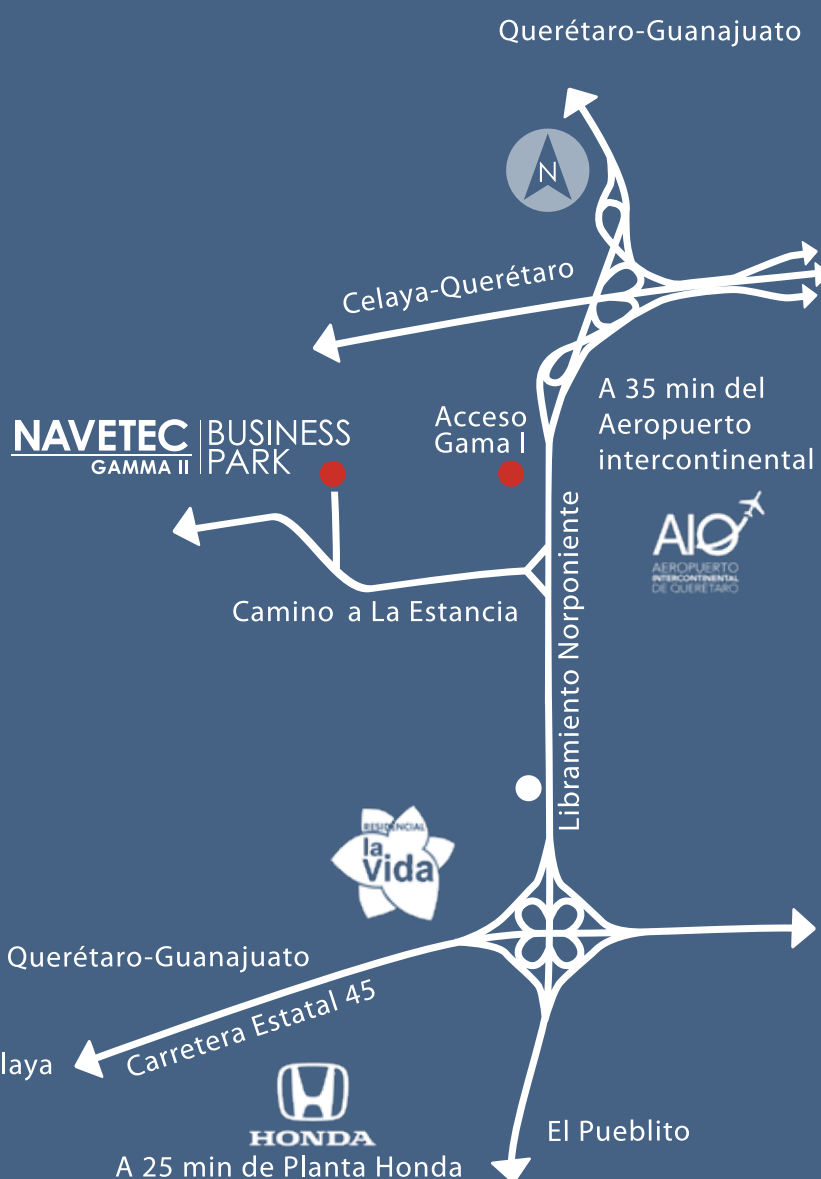 Querétaro-Guanajuato
N
Celaya-Querétaro
A 35 min del
Aeropuerto
intercontinental
Acceso
Gama I
NAVETEC
GAMMA II
BUSINESS
PARK
AIQ
AEROPUERTO
INTERCONTINENTAL
DE QUERÉTARO
Camino a La Estancia
Libramiento Norponiente
RESIDENCIAL
la
Vida
Querétaro-Guanajuato
Carretera Estatal 45
laya
HONDA
A 25 min de Planta Honda
El Pueblito